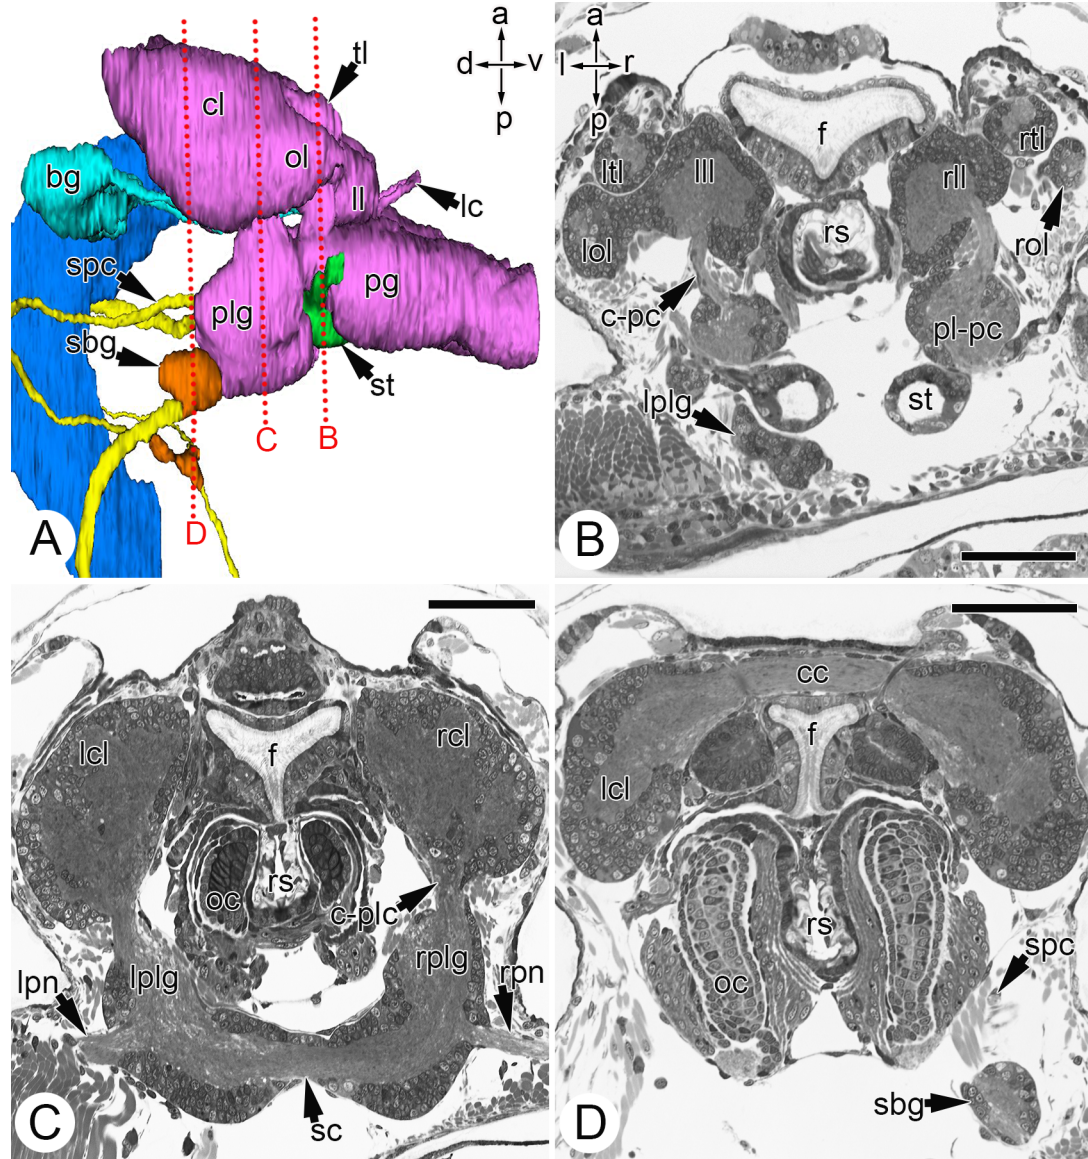 a
d v
p
tl
cl
ol
bg
ll
lc
spc
pg
plg
sbg
st
C B
D
A
a
l r
p
f
rtl
ltl
lll
rll
rs
lol
rol
c-pc
pl-pc
st
lplg
B
lcl
f
rcl
oc
rs
c-plc
lplg
rplg
lpn
rpn
sc
C
cc
f
lcl
rs
oc
spc
sbg
D